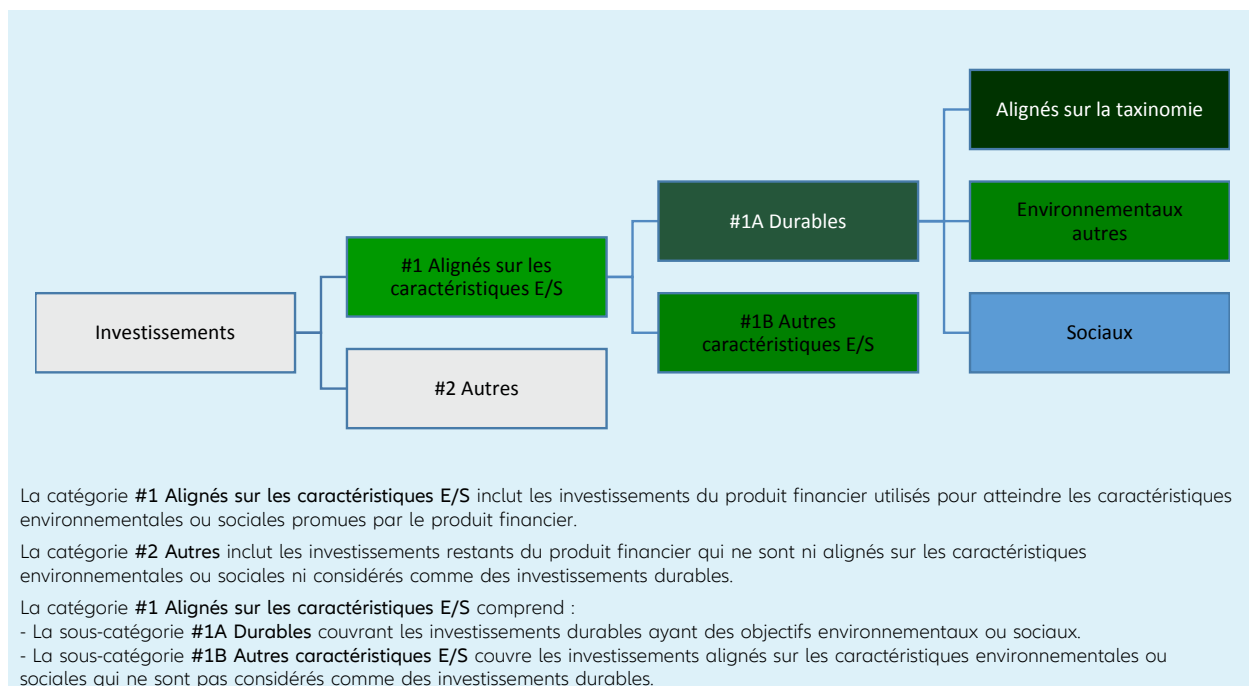 Alignés sur la taxinomie
#1A Durables
Environnementaux
autres
#1 Alignés sur les
caractéristiques E/S
Investissements
#1B Autres
caractéristiques E/S
Sociaux
#2 Autres
La catégorie #1 Alignés sur les caractéristiques E/S inclut les investissements du produit financier utilisés pour atteindre les caractéristiques
environnementales ou sociales promues par le produit financier.
La catégorie #2 Autres inclut les investissements restants du produit financier qui ne sont ni alignés sur les caractéristiques
environnementales ou sociales ni considérés comme des investissements durables.
La catégorie #1 Alignés sur les caractéristiques E/S comprend :
- La sous-catégorie #1A Durables couvrant les investissements durables ayant des objectifs environnementaux ou sociaux.
- La sous-catégorie #1B Autres caractéristiques E/S couvre les investissements alignés sur les caractéristiques environnementales ou
sociales qui ne sont pas considérés comme des investissements durables.